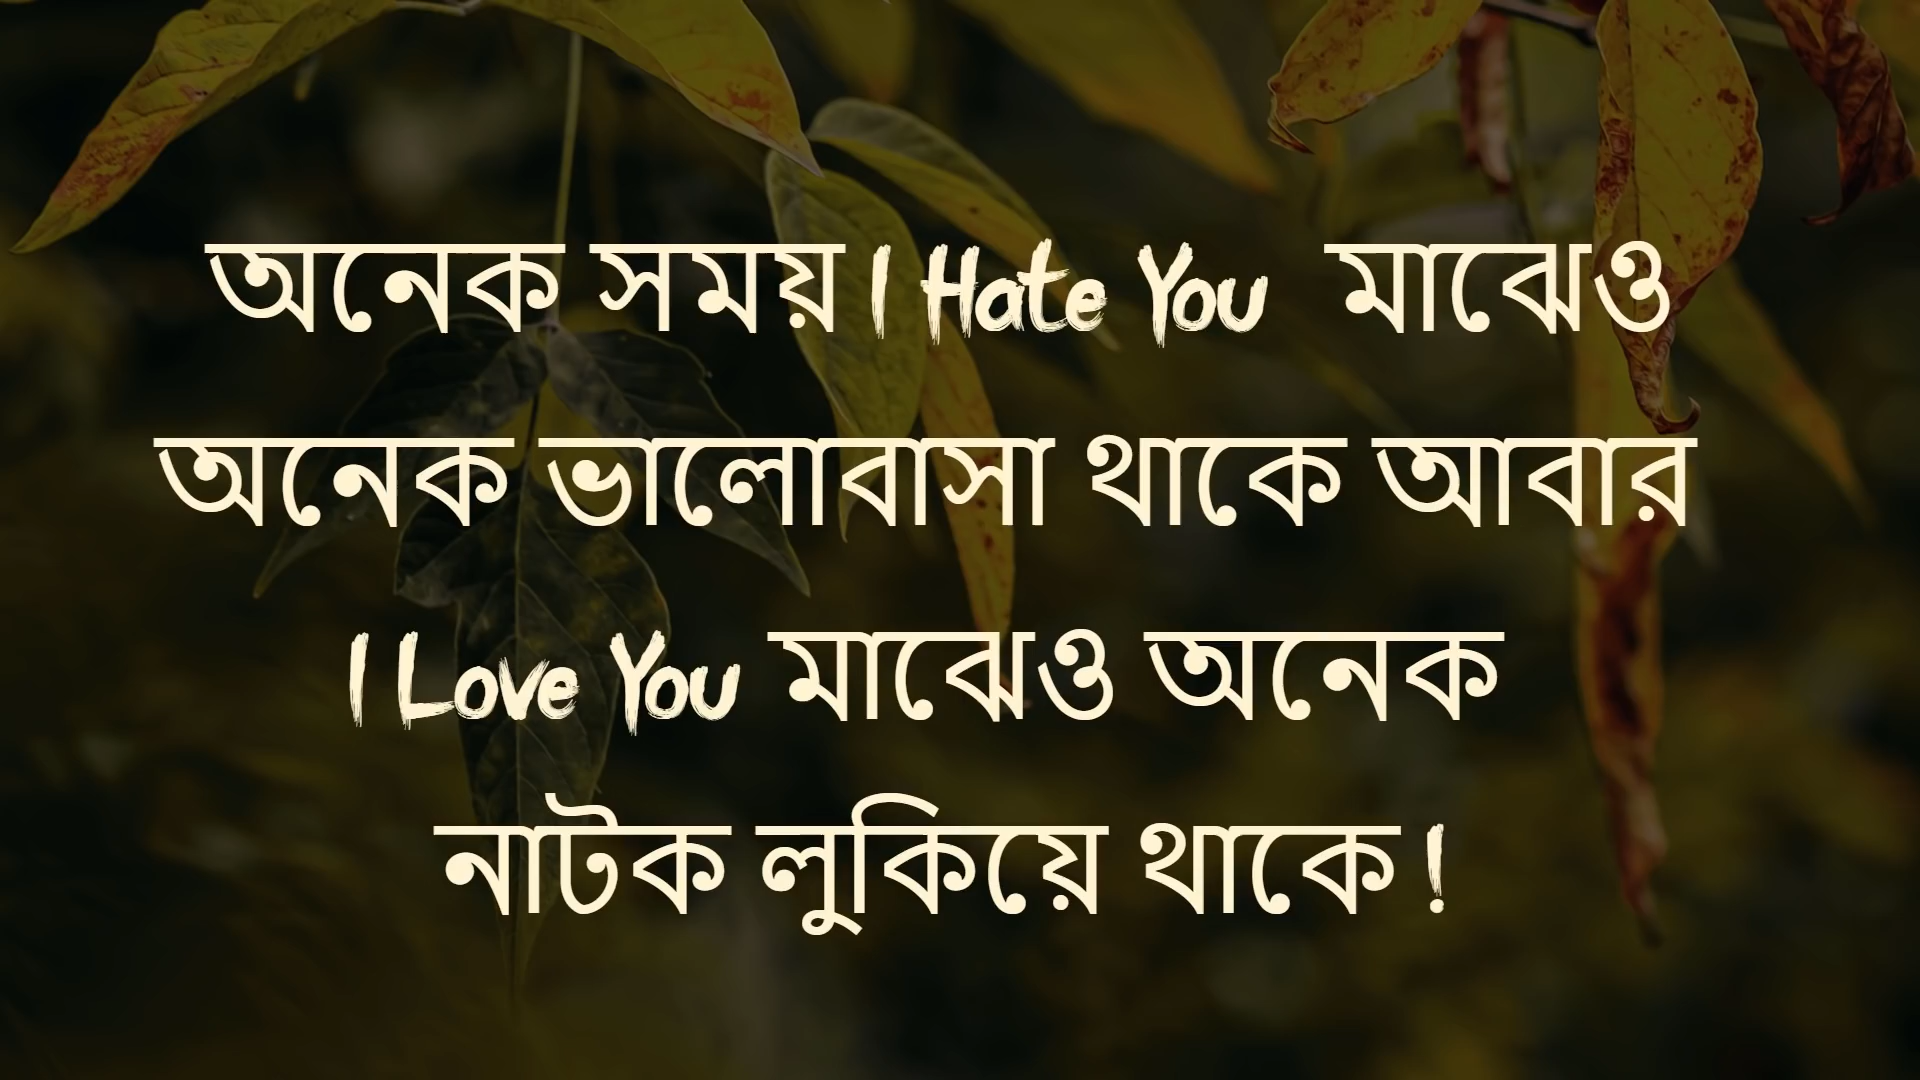 অনেক সময় I Hate You মাঝেও
অনেক ভালোবাসা থাকে আবার
I Love You মাঝেও অনেক
নাটক লুকিয়ে থাকে !